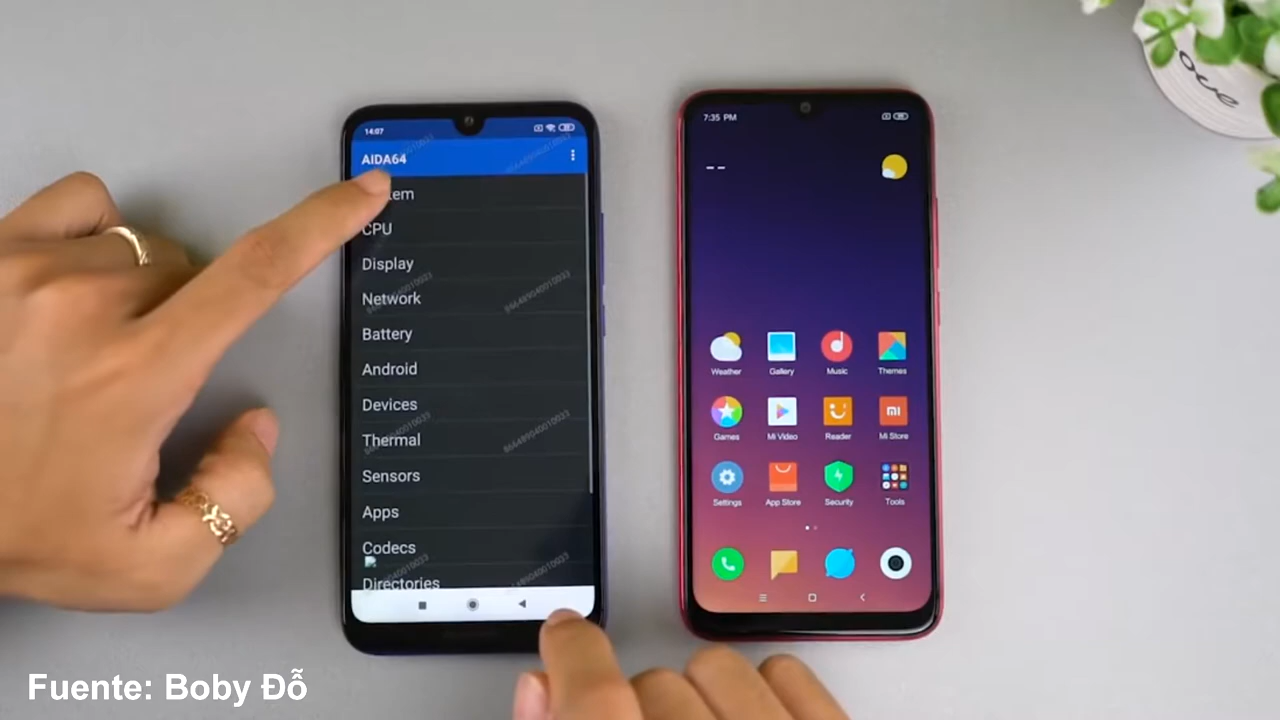 14:07
AIDA64
CPU
Display
Network
Battery
Android
Devices
Thermal
Sensors
Apps
Codecs
Directories
7:35 PM
Weather
Gallery
Music
Themes
Games
Mi Video
Reader
Mi Store
Settings
App Store
Security
Tools
Fuente: Boby Đỗ